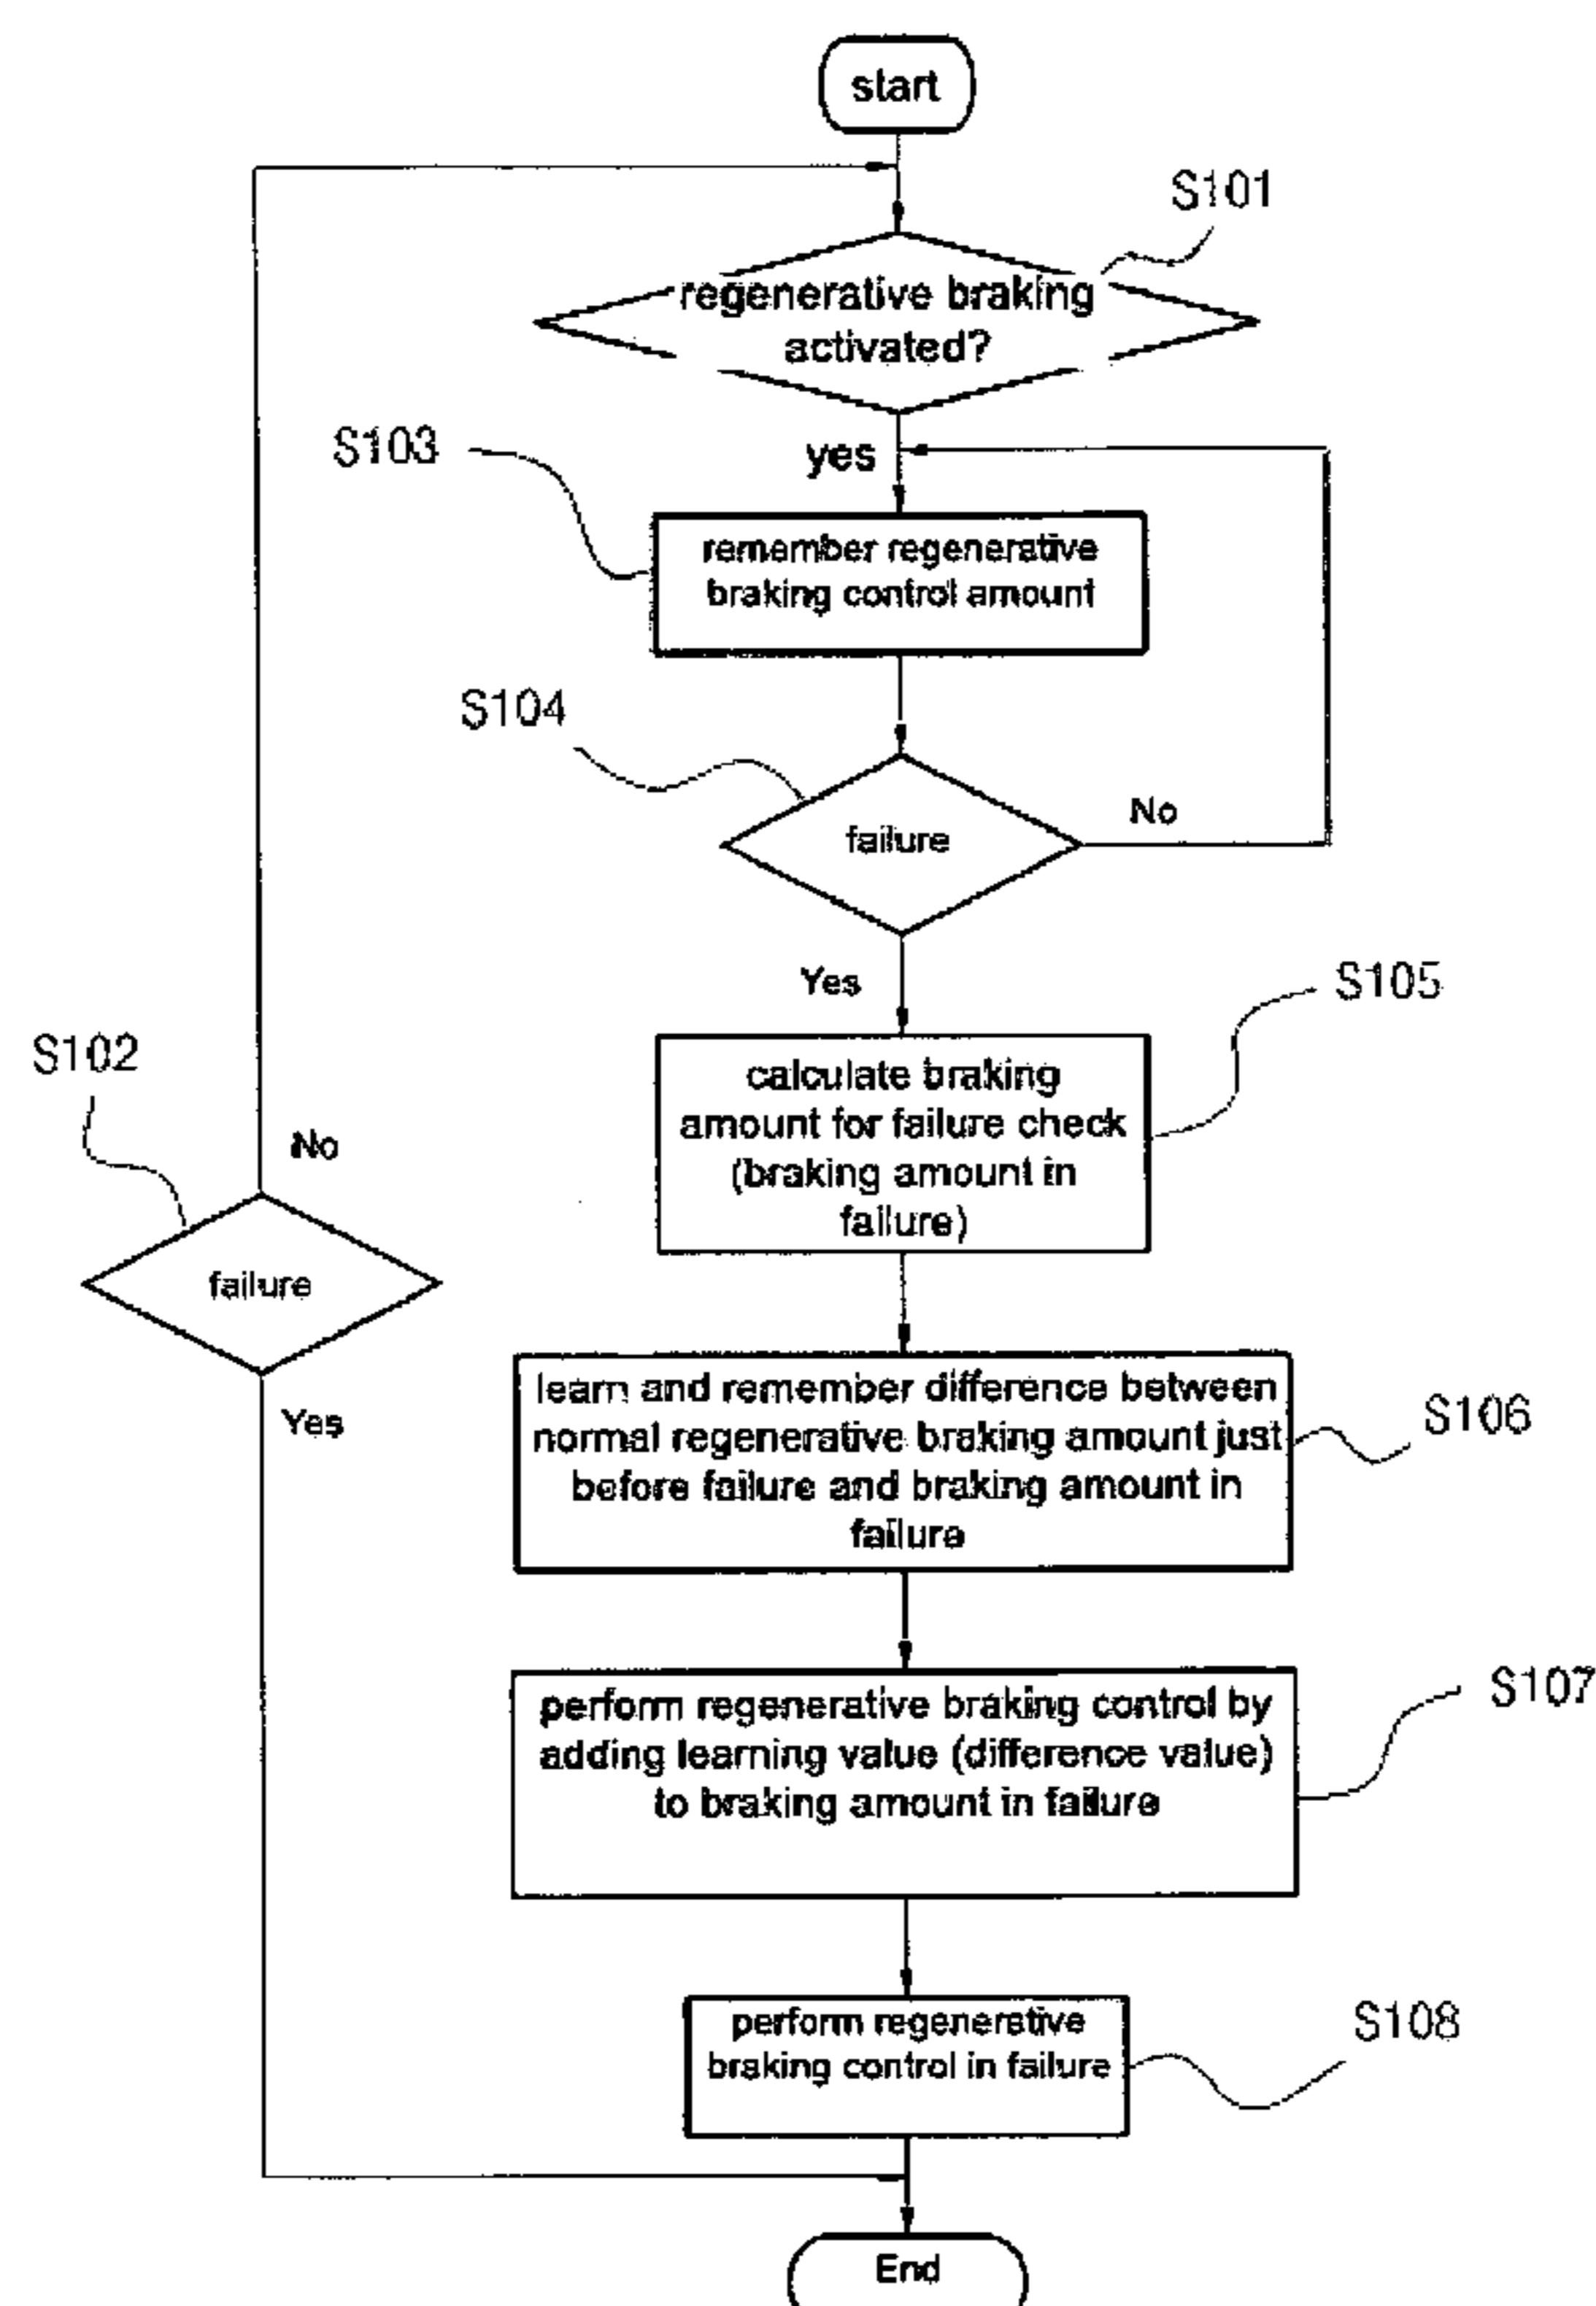 start
S101
regenerative braking
activated?
S103
yes
remember regenerative
braking control amount
S104
failure
No
Yes
S105
calculate braking
amount for failure check
(braking amount in
failure)
S102
No
failure
Yes
learn and remember difference between
normal regenerative braking amount just
before failure and braking amount in
failure
S106
perform regenerative braking control by
adding learning value (difference value)
to braking amount in failure
S107
perform regenerative
braking control in failure
S108
End